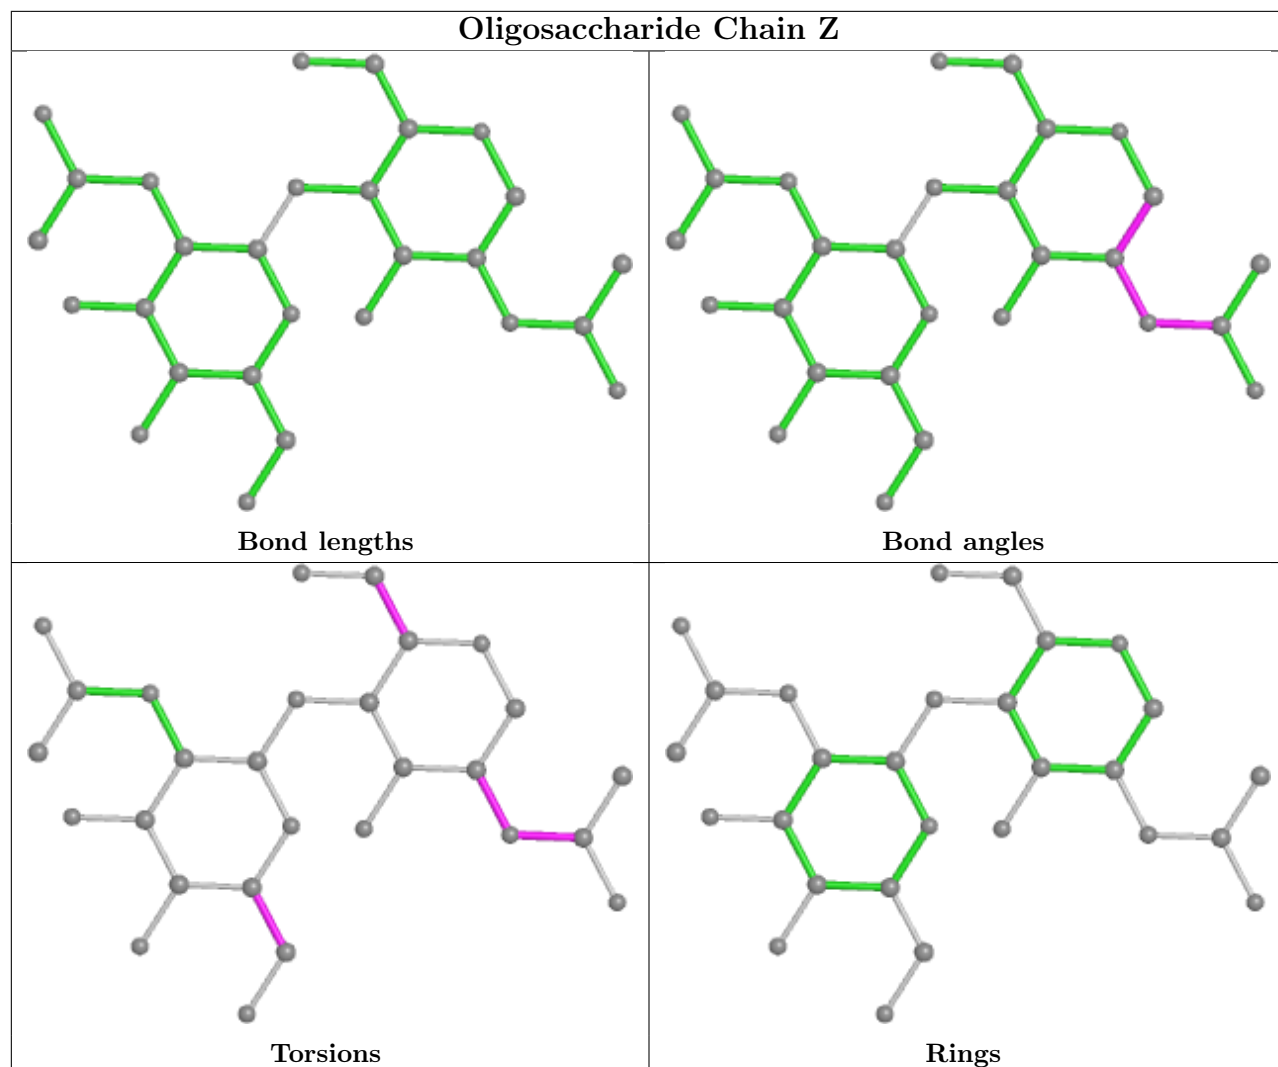 Oligosaccharide Chain Z
Bond lengths
Bond angles
Torsions
Rings